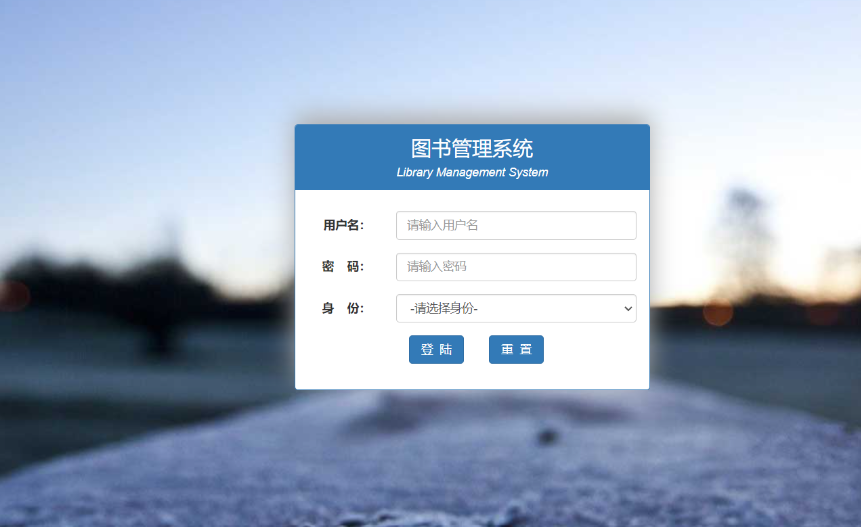 图书管理系统
Library Management System
用户名： 请输入用户名
密 码： 请输入密码
身 份： -请选择身份-
登 陆 重 置